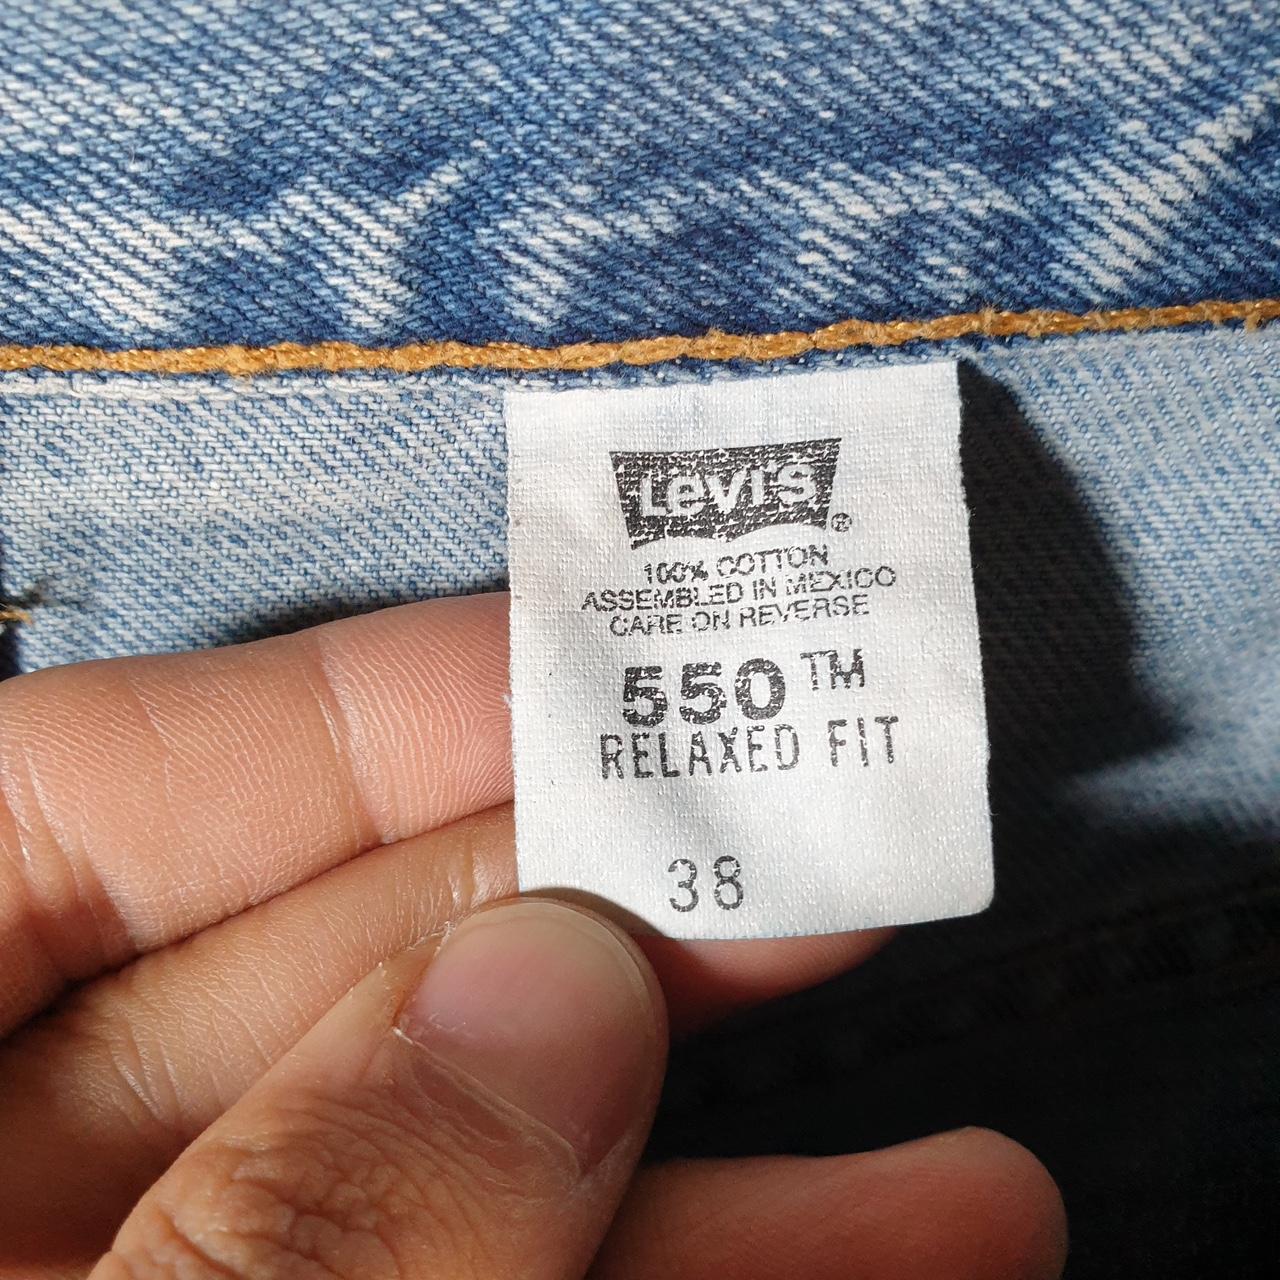 Levi's ®
100% COTTON
ASSEMBLED IN MEXICO
CARE ON REVERSE
550™
RELAXED FIT
38